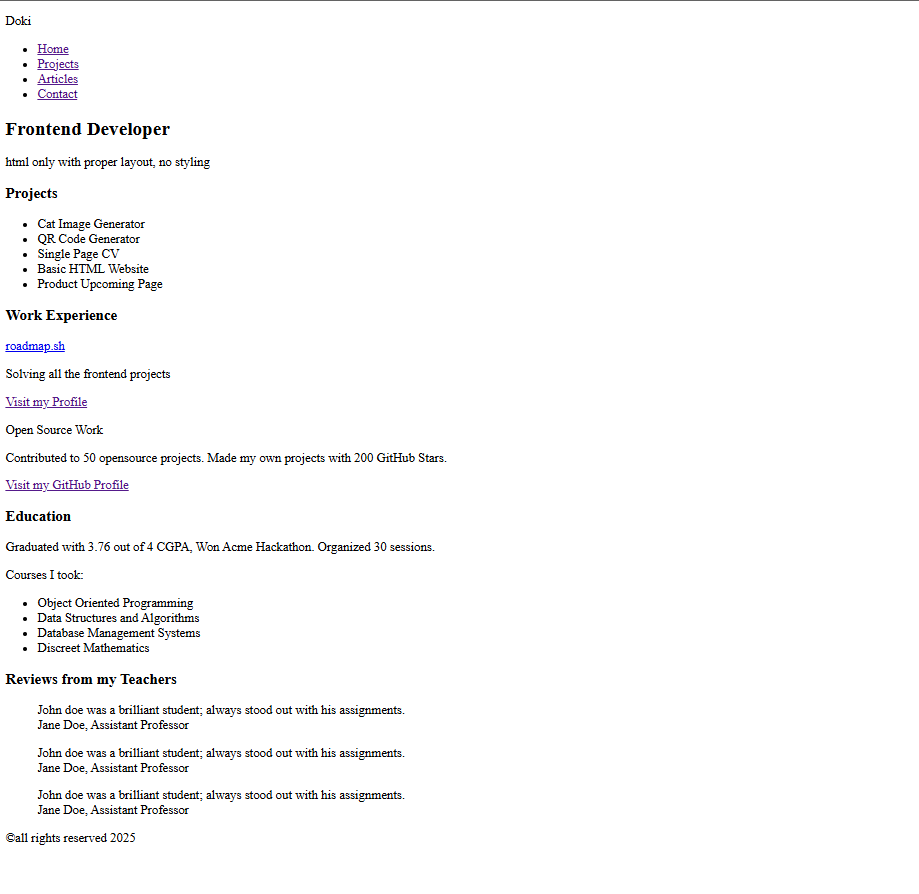 Doki
Home
Projects
Articles
Contact
Frontend Developer
html only with proper layout, no styling
Projects
Cat Image Generator
QR Code Generator
Single Page CV
Basic HTML Website
Product Upcoming Page
Work Experience
roadmap.sh
Solving all the frontend projects
Visit my Profile
Open Source Work
Contributed to 50 opensource projects. Made my own projects with 200 GitHub Stars.
Visit my GitHub Profile
Education
Graduated with 3.76 out of 4 CGPA, Won Acme Hackathon. Organized 30 sessions.
Courses I took:
Object Oriented Programming
Data Structures and Algorithms
Database Management Systems
Discreet Mathematics
Reviews from my Teachers
John doe was a brilliant student; always stood out with his assignments.
Jane Doe, Assistant Professor
John doe was a brilliant student; always stood out with his assignments.
Jane Doe, Assistant Professor
John doe was a brilliant student; always stood out with his assignments.
Jane Doe, Assistant Professor
©all rights reserved 2025